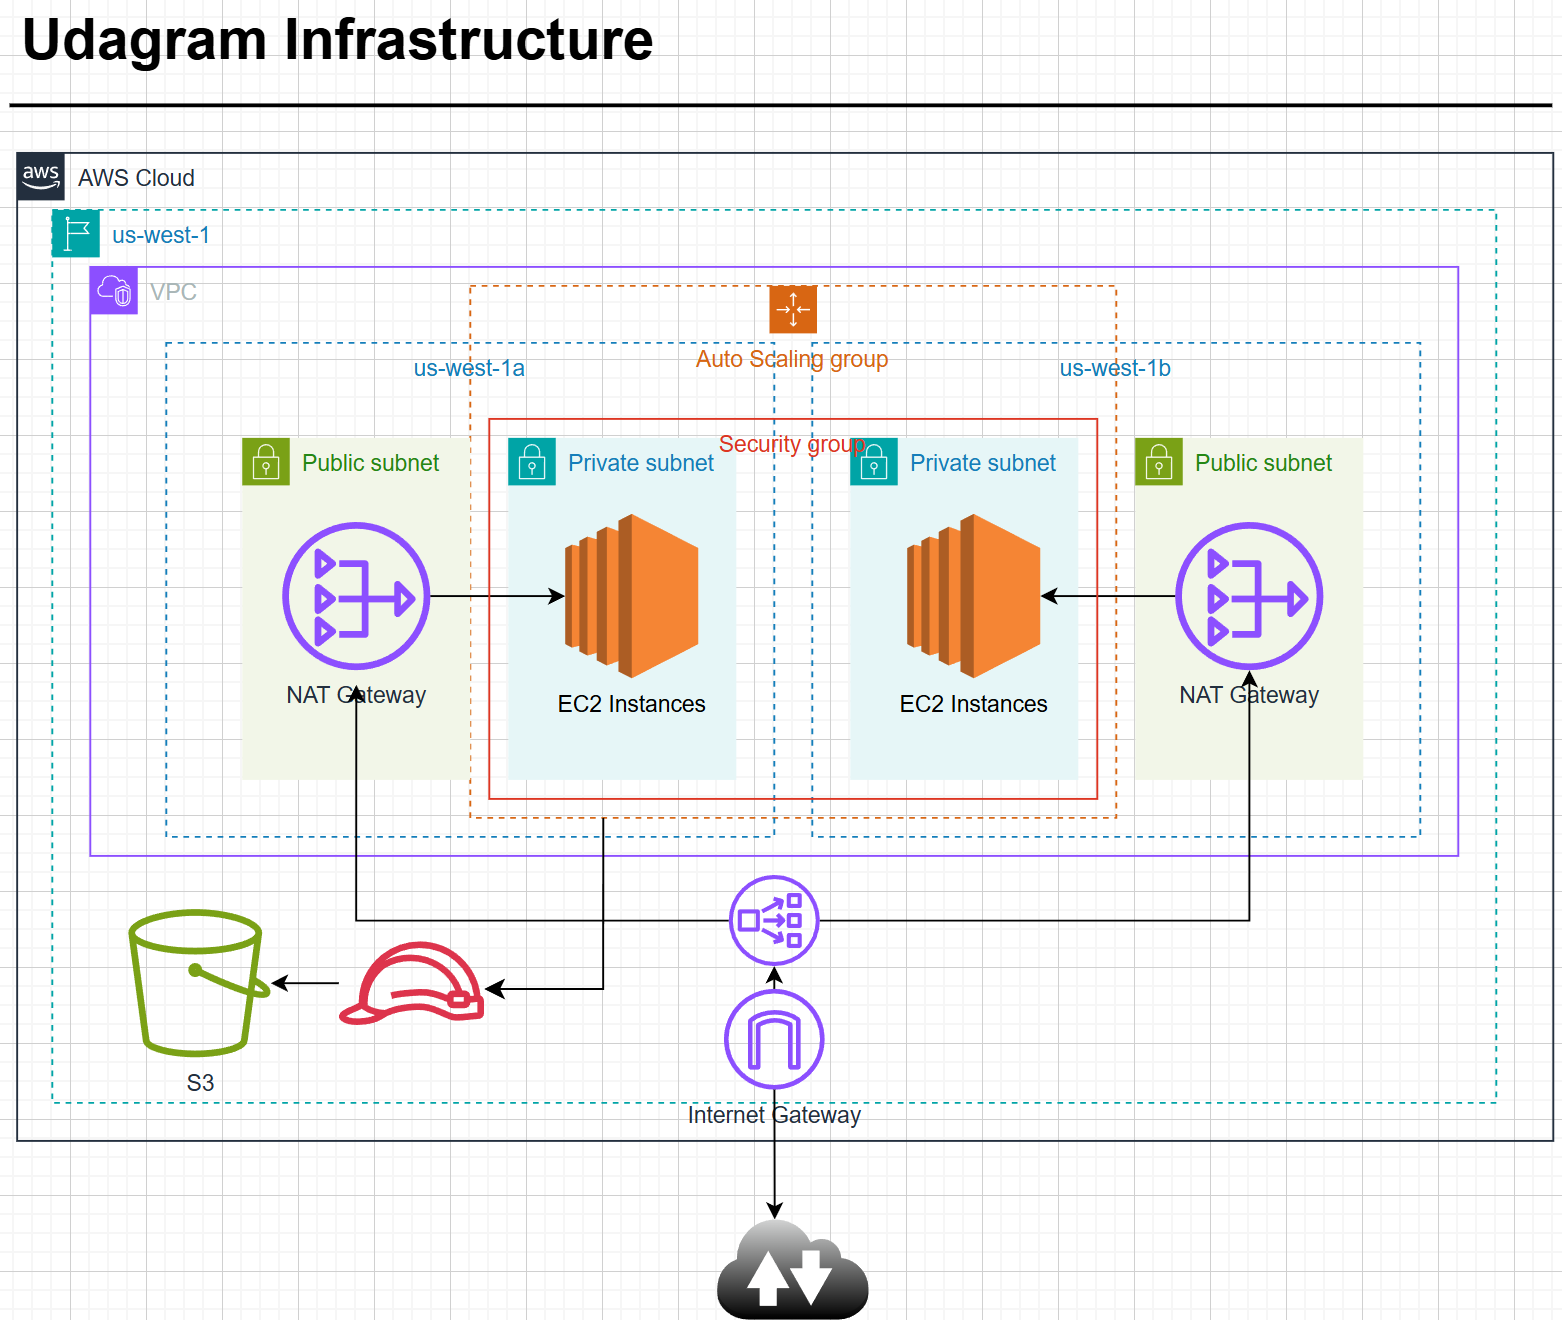 Udagram Infrastructure
aws
AWS Cloud
us-west-1
VPC
Auto Scaling group
us-west-1a
us-west-1b
Security group
Public subnet
Private subnet
Private subnet
Public subnet
NAT Gateway
EC2 Instances
EC2 Instances
NAT Gateway
S3
Internet Gateway